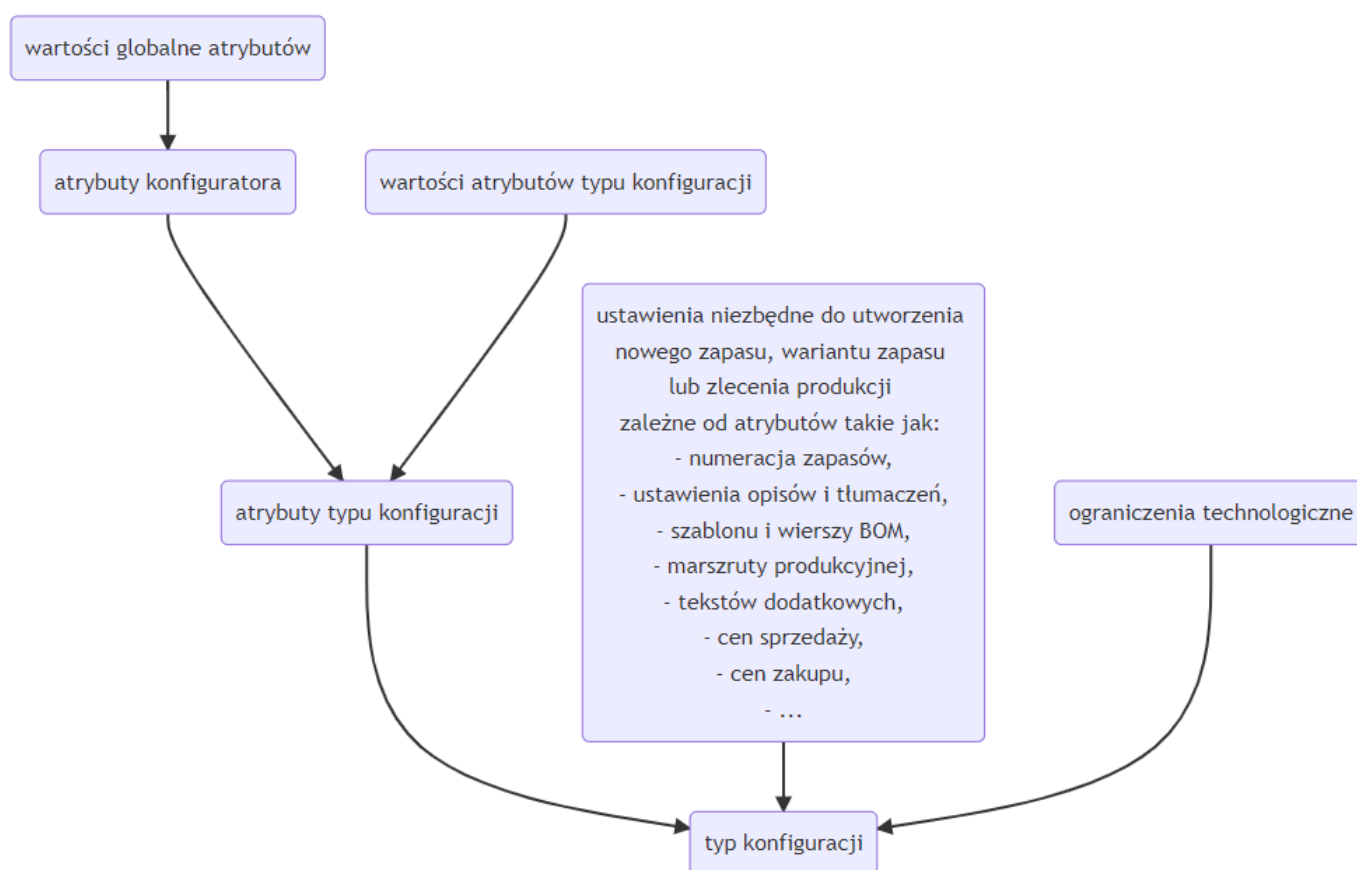 wartości globalne atrybutów
atrybuty konfiguratora
wartości atrybutów typu konfiguracji
ustawienia niezbędne do utworzenia
nowego zapasu, wariantu zapasu
lub zlecenia produkcji
zależne od atrybutów takie jak:
- numeracja zapasów,
- ustawienia opisów i tłumaczeń,
- szablonu i wierszy BOM,
- marszruty produkcyjnej,
- tekstów dodatkowych,
- cen sprzedaży,
- cen zakupu,
- ...
atrybuty typu konfiguracji
ograniczenia technologiczne
typ konfiguracji